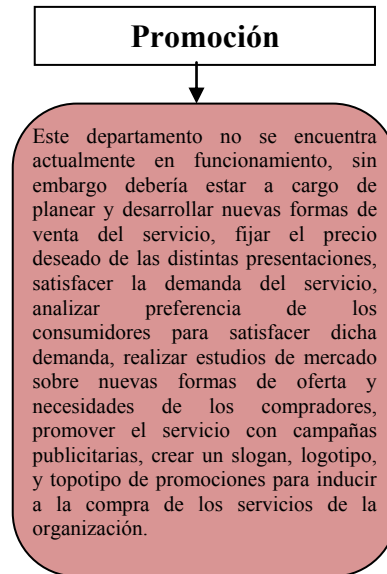 Promoción
Este departamento no se encuentra
actualmente en funcionamiento, sin
embargo debería estar a cargo de
planear y desarrollar nuevas formas de
venta del servicio, fijar el precio
deseado de las distintas presentaciones,
satisfacer la demanda del servicio,
analizar preferencia de los
consumidores para satisfacer dicha
demanda, realizar estudios de mercado
sobre nuevas formas de oferta y
necesidades de los compradores,
promover el servicio con campañas
publicitarias, crear un slogan, logotipo,
y topotipo de promociones para inducir
a la compra de los servicios de la
organización.